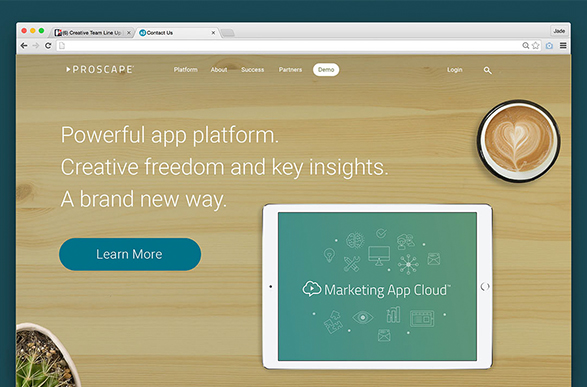 (6) Creative Team Line Up
Contact Us
Jade
PROSCAPE
Platform
About
Success
Partners
Demo
Login
Powerful app platform.
Creative freedom and key insights.
A brand new way.
Learn More
Marketing App Cloud™